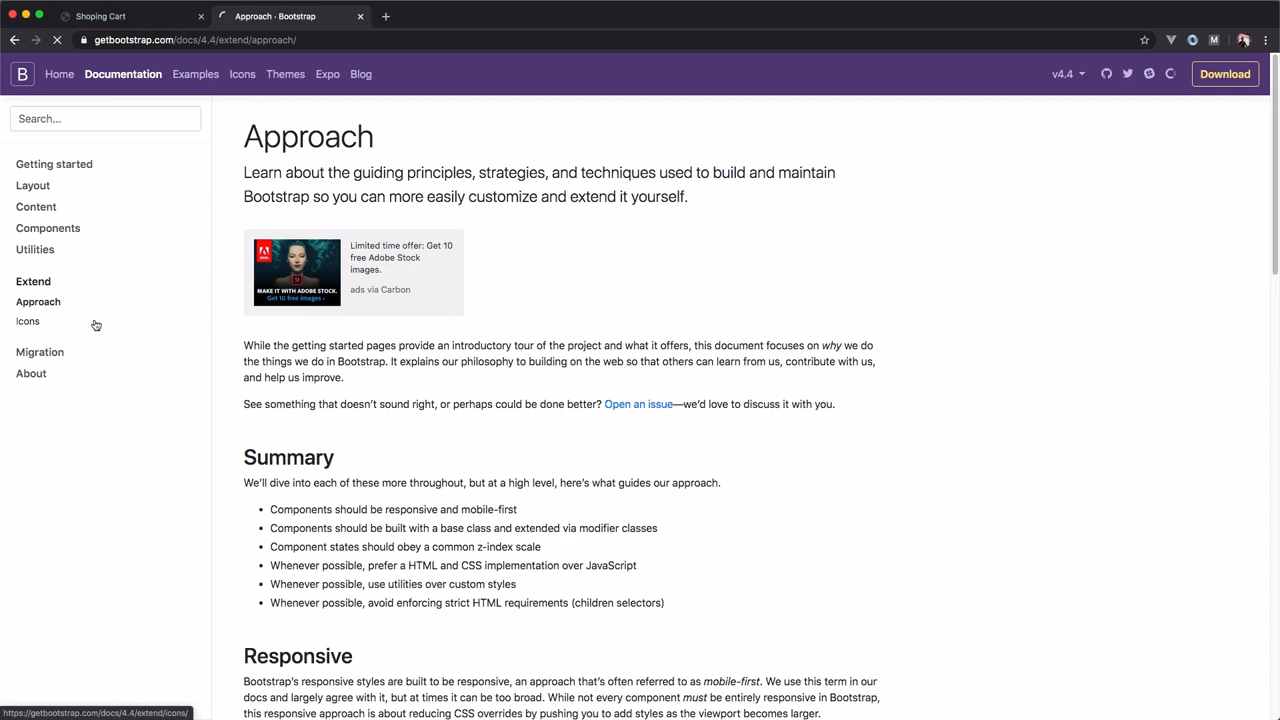 Shoping Cart
Approach · Bootstrap
getbootstrap.com/docs/4.4/extend/approach/
M
B
Home
Documentation
Examples
Icons
Themes
Expo
Blog
v4.4
Download
Search...
Getting started
Layout
Content
Components
Utilities
Extend
Approach
Icons
Migration
About
Approach
Learn about the guiding principles, strategies, and techniques used to build and maintain
Bootstrap so you can more easily customize and extend it yourself.
MAKE IT WITH ADOBE STOCK.
Get 10 free images ›
Limited time offer: Get 10
free Adobe Stock
images.
ads via Carbon
While the getting started pages provide an introductory tour of the project and what it offers, this document focuses on why we do
the things we do in Bootstrap. It explains our philosophy to building on the web so that others can learn from us, contribute with us,
and help us improve.
See something that doesn’t sound right, or perhaps could be done better? Open an issue—we’d love to discuss it with you.
Summary
We’ll dive into each of these more throughout, but at a high level, here’s what guides our approach.
• Components should be responsive and mobile-first
• Components should be built with a base class and extended via modifier classes
• Component states should obey a common z-index scale
• Whenever possible, prefer a HTML and CSS implementation over JavaScript
• Whenever possible, use utilities over custom styles
• Whenever possible, avoid enforcing strict HTML requirements (children selectors)
Responsive
Bootstrap’s responsive styles are built to be responsive, an approach that’s often referred to as mobile-first. We use this term in our
docs and largely agree with it, but at times it can be too broad. While not every component must be entirely responsive in Bootstrap,
this responsive approach is about reducing CSS overrides by pushing you to add styles as the viewport becomes larger.
https://getbootstrap.com/docs/4.4/extend/icons/